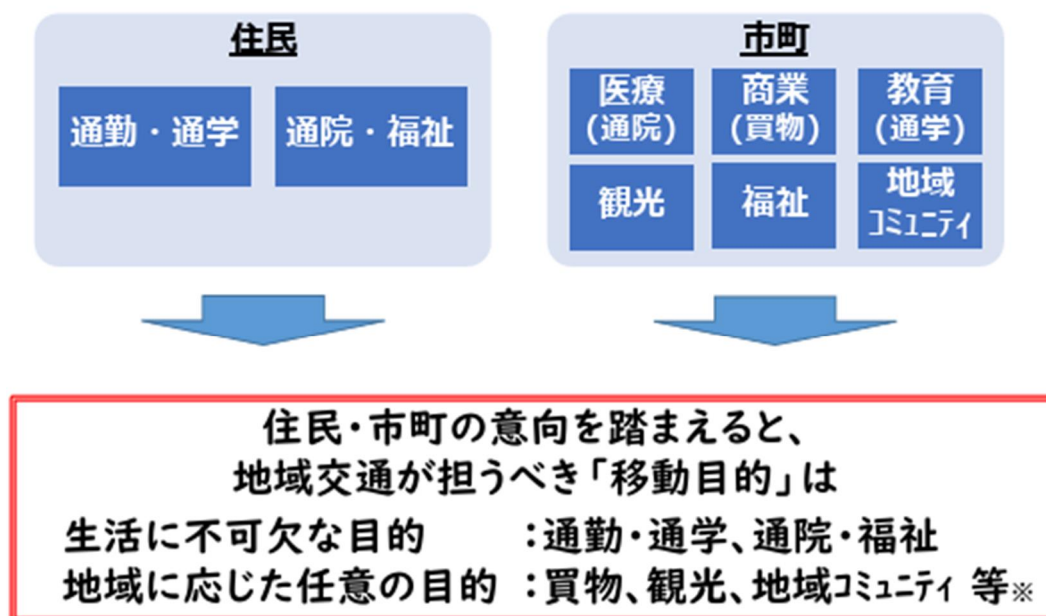 住民
通勤・通学
通院・福祉
市町
医療
(通院)
商業
(買物)
教育
(通学)
観光
福祉
地域
コミュニティ
住民・市町の意向を踏まえると、
地域交通が担うべき「移動目的」は
生活に不可欠な目的 :通勤・通学、通院・福祉
地域に応じた任意の目的 :買物、観光、地域コミュニティ 等※